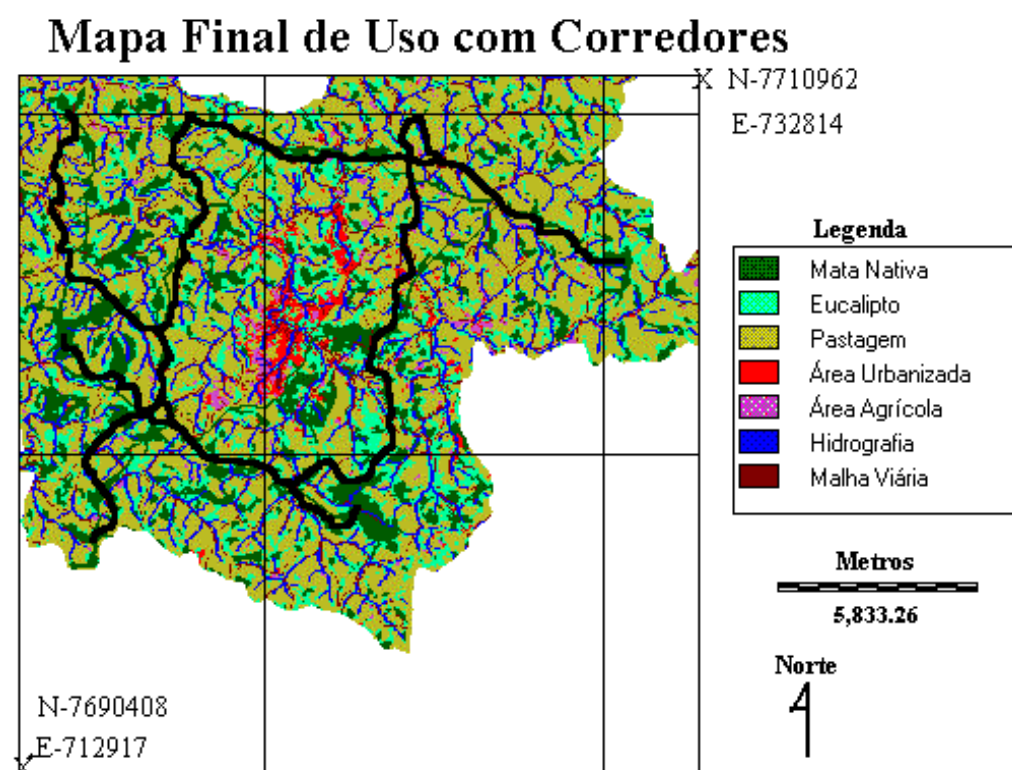 Mapa Final de Uso com Corredores
X N-7710962
E-732814
Legenda
Mata Nativa
Eucalipto
Pastagem
Área Urbanizada
Área Agrícola
Hidrografia
Malha Viária
Metros
5,833.26
Norte
N-7690408
X E-712917